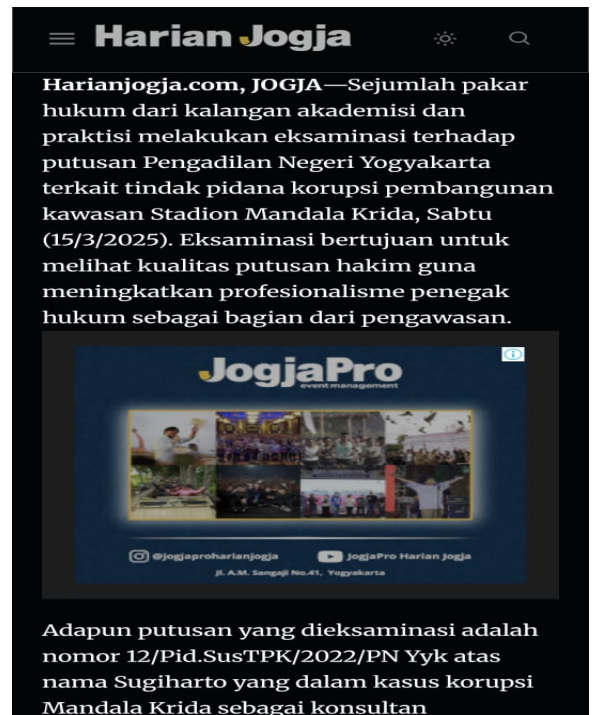 Harian Jogja
Harianjogja.com, JOGJA—Sejumlah pakar
hukum dari kalangan akademisi dan
praktisi melakukan eksaminasi terhadap
putusan Pengadilan Negeri Yogyakarta
terkait tindak pidana korupsi pembangunan
kawasan Stadion Mandala Krida, Sabtu
(15/3/2025). Eksaminasi bertujuan untuk
melihat kualitas putusan hakim guna
meningkatkan profesionalisme penegak
hukum sebagai bagian dari pengawasan.
JogjaPro
event management
@jogjaproharianjogja JogjaPro Harian Jogja
Jl. A.M. Sangaji No.41, Yogyakarta
Adapun putusan yang dieksaminasi adalah
nomor 12/Pid.SusTPK/2022/PN Yyk atas
nama Sugiharto yang dalam kasus korupsi
Mandala Krida sebagai konsultan